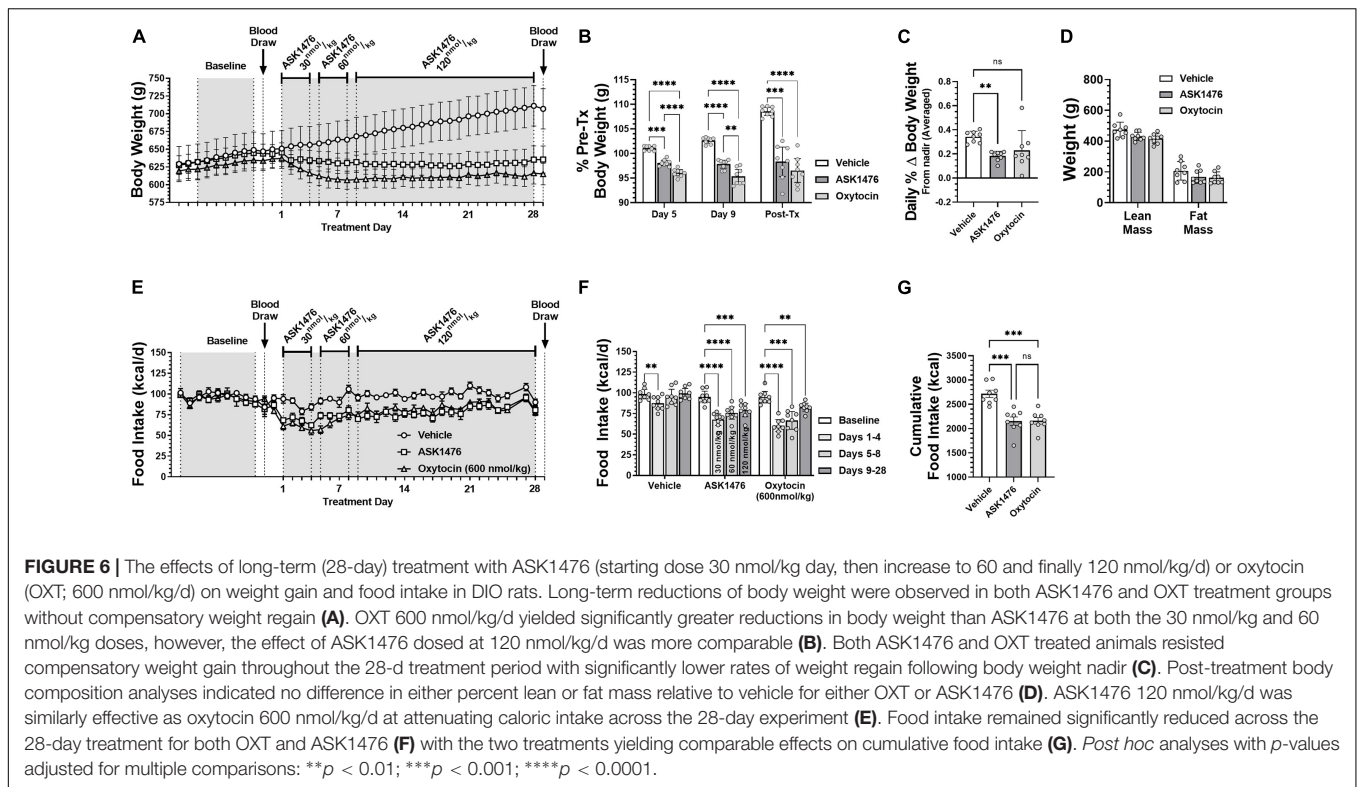 A
Blood
Draw
ASK1476
30 nmol/kg
ASK1476
60 nmol/kg
ASK1476
120 nmol/kg
Blood
Draw
Baseline
Body Weight (g)
750
725
700
675
650
625
600
575
1
7
14
21
28
Treatment Day
B
% Pre-Tx
Body Weight (g)
115
110
105
100
95
90
****
****
***
****
****
**
****
***
Day 5
Day 9
Post-Tx
Vehicle
ASK1476
Oxytocin
C
Daily % Δ Body Weight
From nadir (Averaged)
0.8
0.6
0.4
0.2
0.0
-0.2
ns
**
Vehicle
ASK1476
Oxytocin
D
Weight (g)
800
600
400
200
0
Vehicle
ASK1476
Oxytocin
Lean
Mass
Fat
Mass
E
Blood
Draw
ASK1476
30 nmol/kg
ASK1476
60 nmol/kg
ASK1476
120 nmol/kg
Blood
Draw
Baseline
Food Intake (kcal/d)
150
125
100
75
50
25
0
Vehicle
ASK1476
Oxytocin (600 nmol/kg)
1
7
14
21
28
Treatment Day
F
Food Intake (kcal/d)
150
125
100
75
50
25
0
**
***
****
****
**
***
****
30 nmol/kg
60 nmol/kg
120 nmol/kg
Vehicle
ASK1476
Oxytocin
(600nmol/kg)
Baseline
Days 1-4
Days 5-8
Days 9-28
G
Cumulative
Food Intake (kcal)
3500
3000
2500
2000
1500
1000
***
***
ns
Vehicle
ASK1476
Oxytocin
FIGURE 6 | The effects of long-term (28-day) treatment with ASK1476 (starting dose 30 nmol/kg day, then increase to 60 and finally 120 nmol/kg/d) or oxytocin
(OXT; 600 nmol/kg/d) on weight gain and food intake in DIO rats. Long-term reductions of body weight were observed in both ASK1476 and OXT treatment groups
without compensatory weight regain (A). OXT 600 nmol/kg/d yielded significantly greater reductions in body weight than ASK1476 at both the 30 nmol/kg and 60
nmol/kg doses, however, the effect of ASK1476 dosed at 120 nmol/kg/d was more comparable (B). Both ASK1476 and OXT treated animals resisted
compensatory weight gain throughout the 28-d treatment period with significantly lower rates of weight regain following body weight nadir (C). Post-treatment body
composition analyses indicated no difference in either percent lean or fat mass relative to vehicle for either OXT or ASK1476 (D). ASK1476 120 nmol/kg/d was
similarly effective as oxytocin 600 nmol/kg/d at attenuating caloric intake across the 28-day experiment (E). Food intake remained significantly reduced across the
28-day treatment for both OXT and ASK1476 (F) with the two treatments yielding comparable effects on cumulative food intake (G). Post hoc analyses with p-values
adjusted for multiple comparisons: **p < 0.01; ***p < 0.001; ****p < 0.0001.